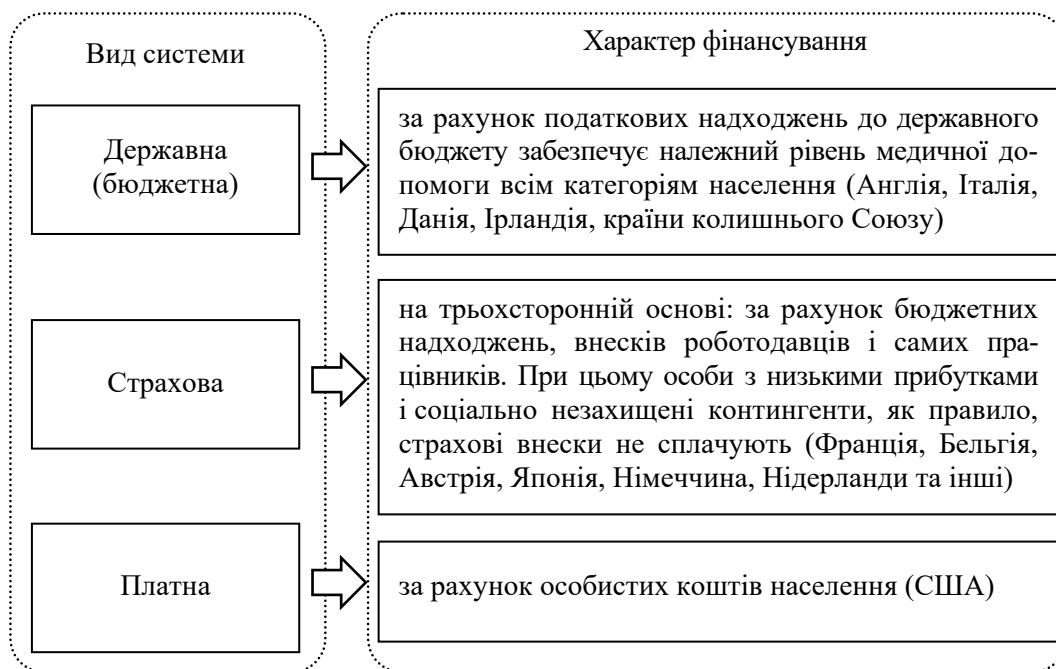 Вид системи
Характер фінансування
Державна
(бюджетна)
за рахунок податкових надходжень до державного
бюджету забезпечує належний рівень медичної до-
помоги всім категоріям населення (Англія, Італія,
Данія, Ірландія, країни колишнього Союзу)
Страхова
на трьохсторонній основі: за рахунок бюджетних
надходжень, внесків роботодавців і самих пра-
цівників. При цьому особи з низькими прибутками
і соціально незахищені контингенти, як правило,
страхові внески не сплачують (Франція, Бельгія,
Австрія, Японія, Німеччина, Нідерланди та інші)
Платна
за рахунок особистих коштів населення (США)